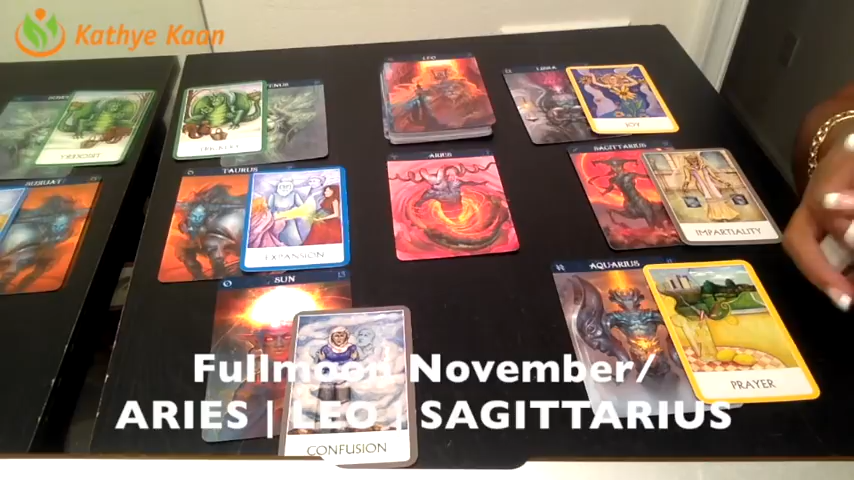 Kathye Kaan
LEO
LIBRA
JOY
TAURUS
EXPANSION
ARIES
SAGITTARIUS
IMPARTIALITY
SUN
CONFUSION
AQUARIUS
PRAYER
Fullmoon November/
ARIES | LEO | SAGITTARIUS